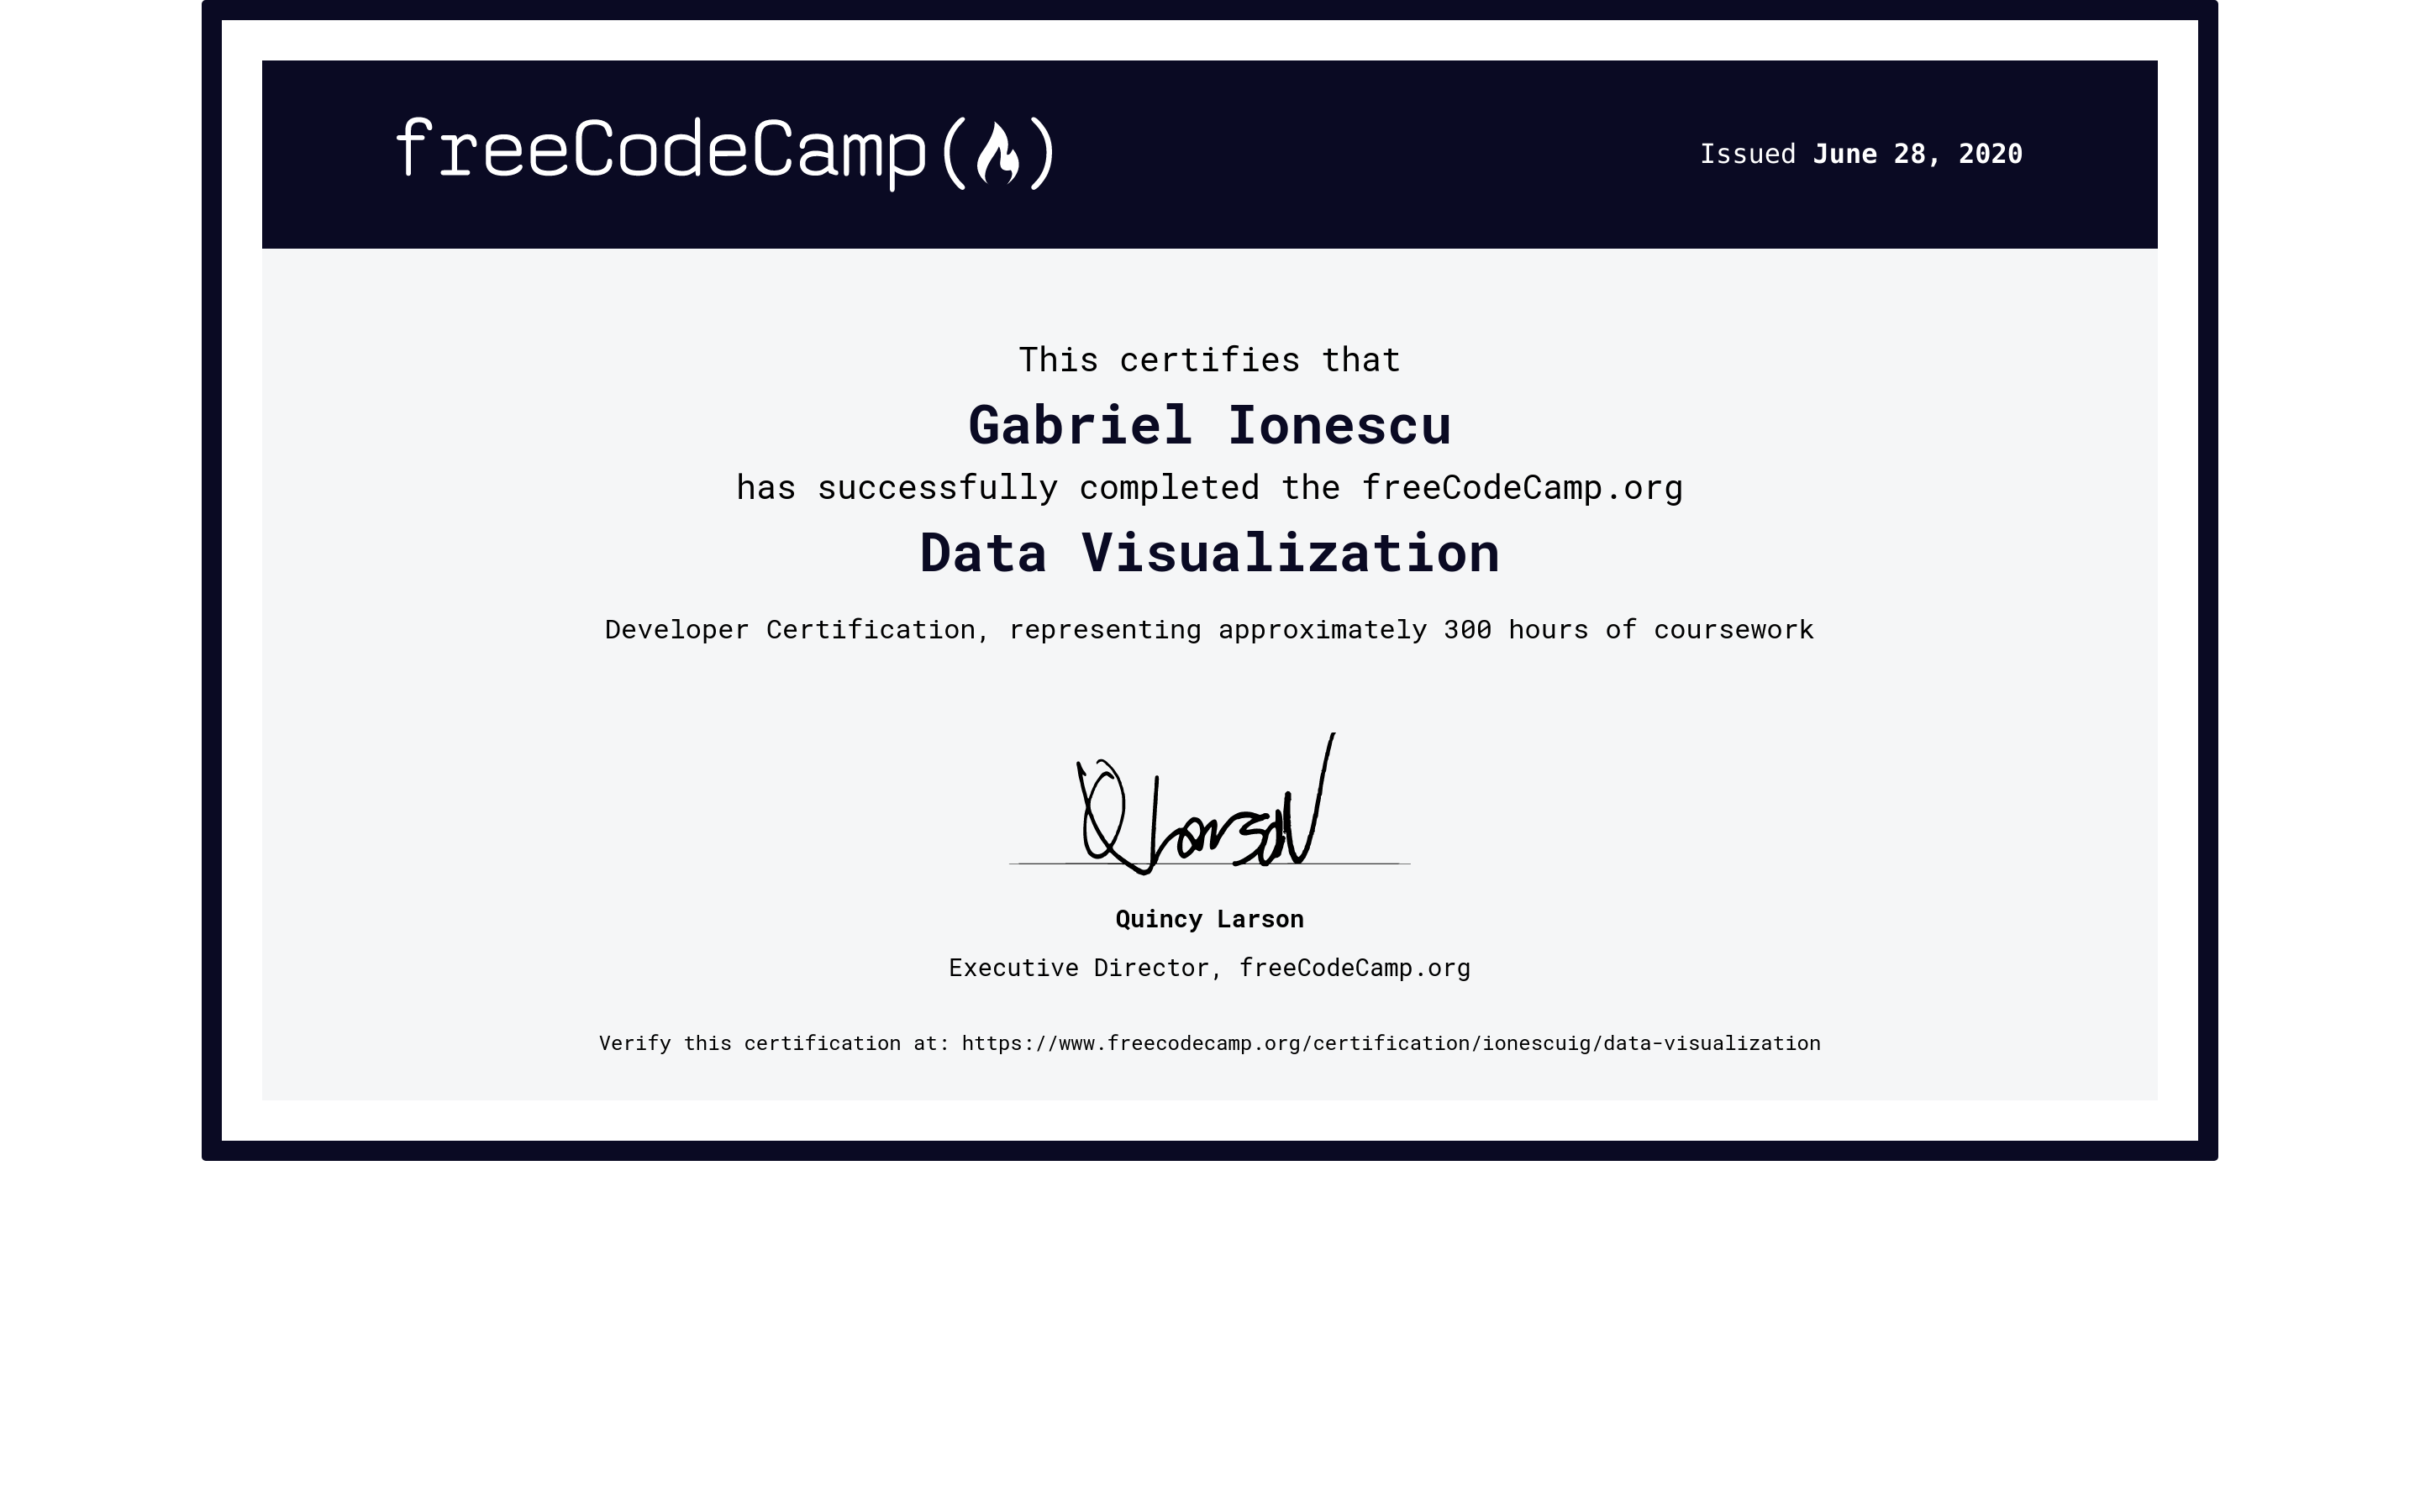 freeCodeCamp(🔥)
Issued June 28, 2020
This certifies that
Gabriel Ionescu
has successfully completed the freeCodeCamp.org
Data Visualization
Developer Certification, representing approximately 300 hours of coursework
Q Larson
Quincy Larson
Executive Director, freeCodeCamp.org
Verify this certification at: https://www.freecodecamp.org/certification/ionescuig/data-visualization